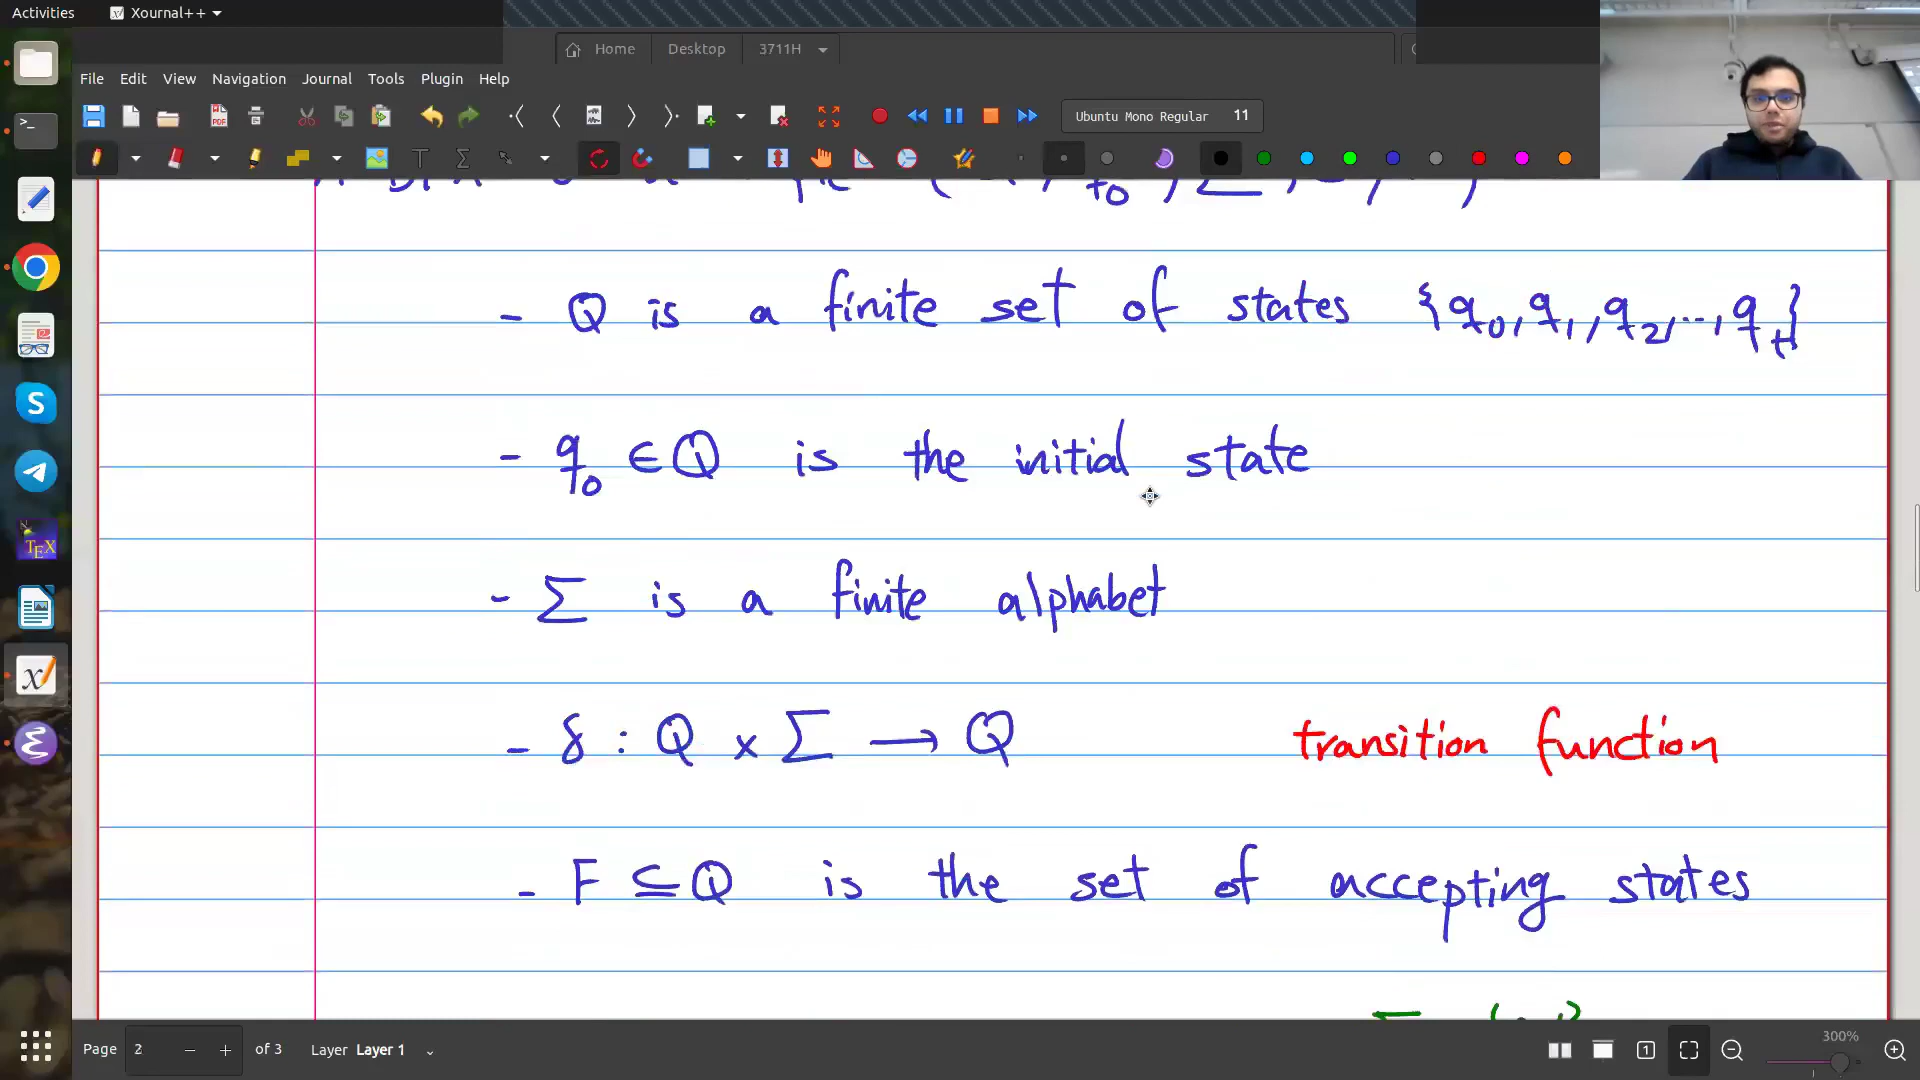 Activities Xournal++
Home Desktop 3711H
File Edit View Navigation Journal Tools Plugin Help
Ubuntu Mono Regular 11
- Q is a finite set of states {q₀, q₁, q₂, ..., qₜ}
- q₀ ∈ Q is the initial state
- Σ is a finite alphabet
- δ : Q × Σ → Q transition function
- F ⊆ Q is the set of accepting states
Page 2 - + of 3 Layer Layer 1 300%